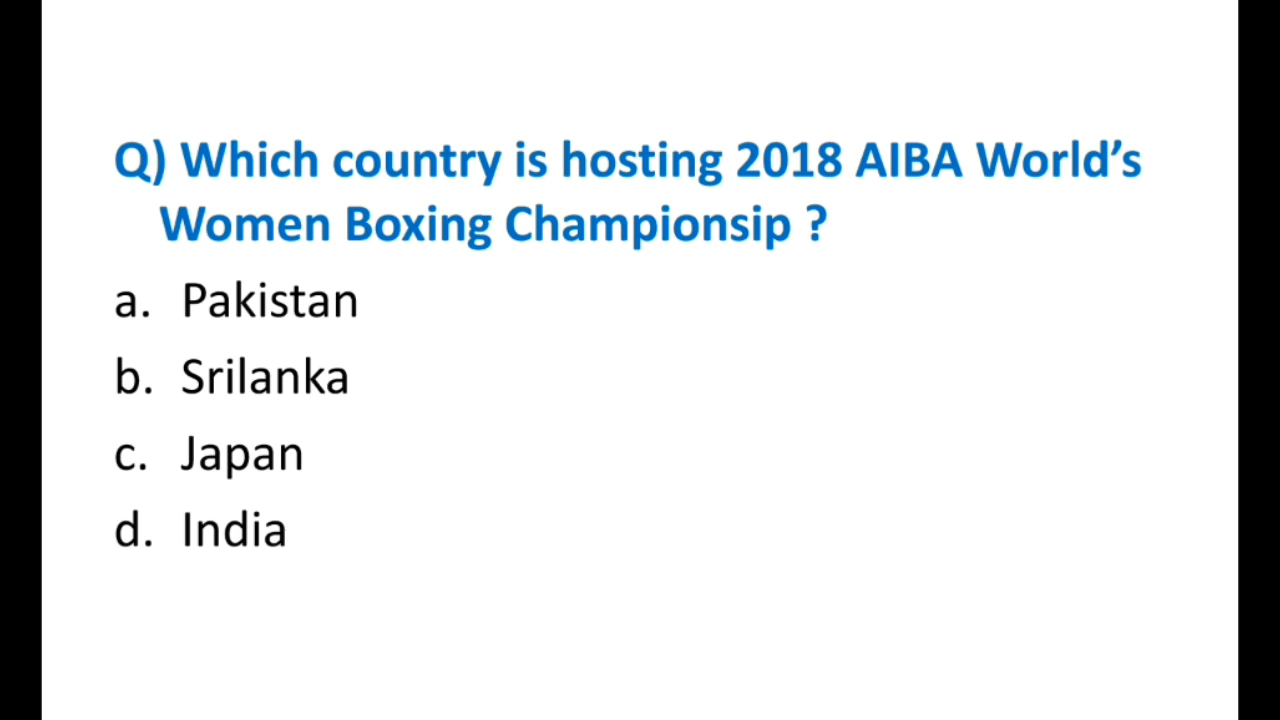 Q) Which country is hosting 2018 AIBA World’s
Women Boxing Championsip ?
a. Pakistan
b. Srilanka
c. Japan
d. India